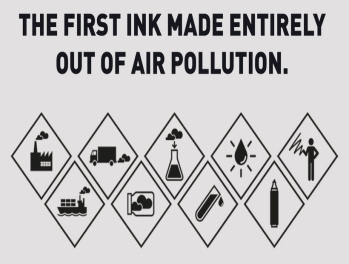 THE FIRST INK MADE ENTIRELY
OUT OF AIR POLLUTION.